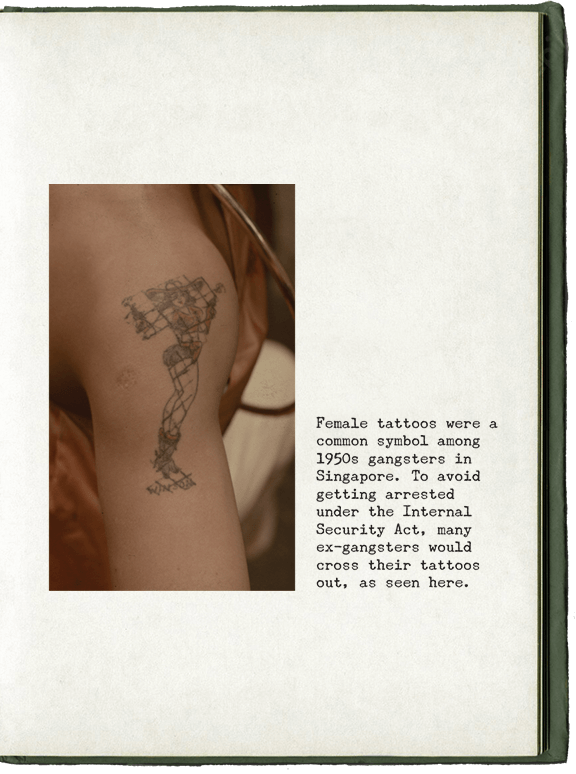 Female tattoos were a
common symbol among
1950s gangsters in
Singapore. To avoid
getting arrested
under the Internal
Security Act, many
ex-gangsters would
cross their tattoos
out, as seen here.